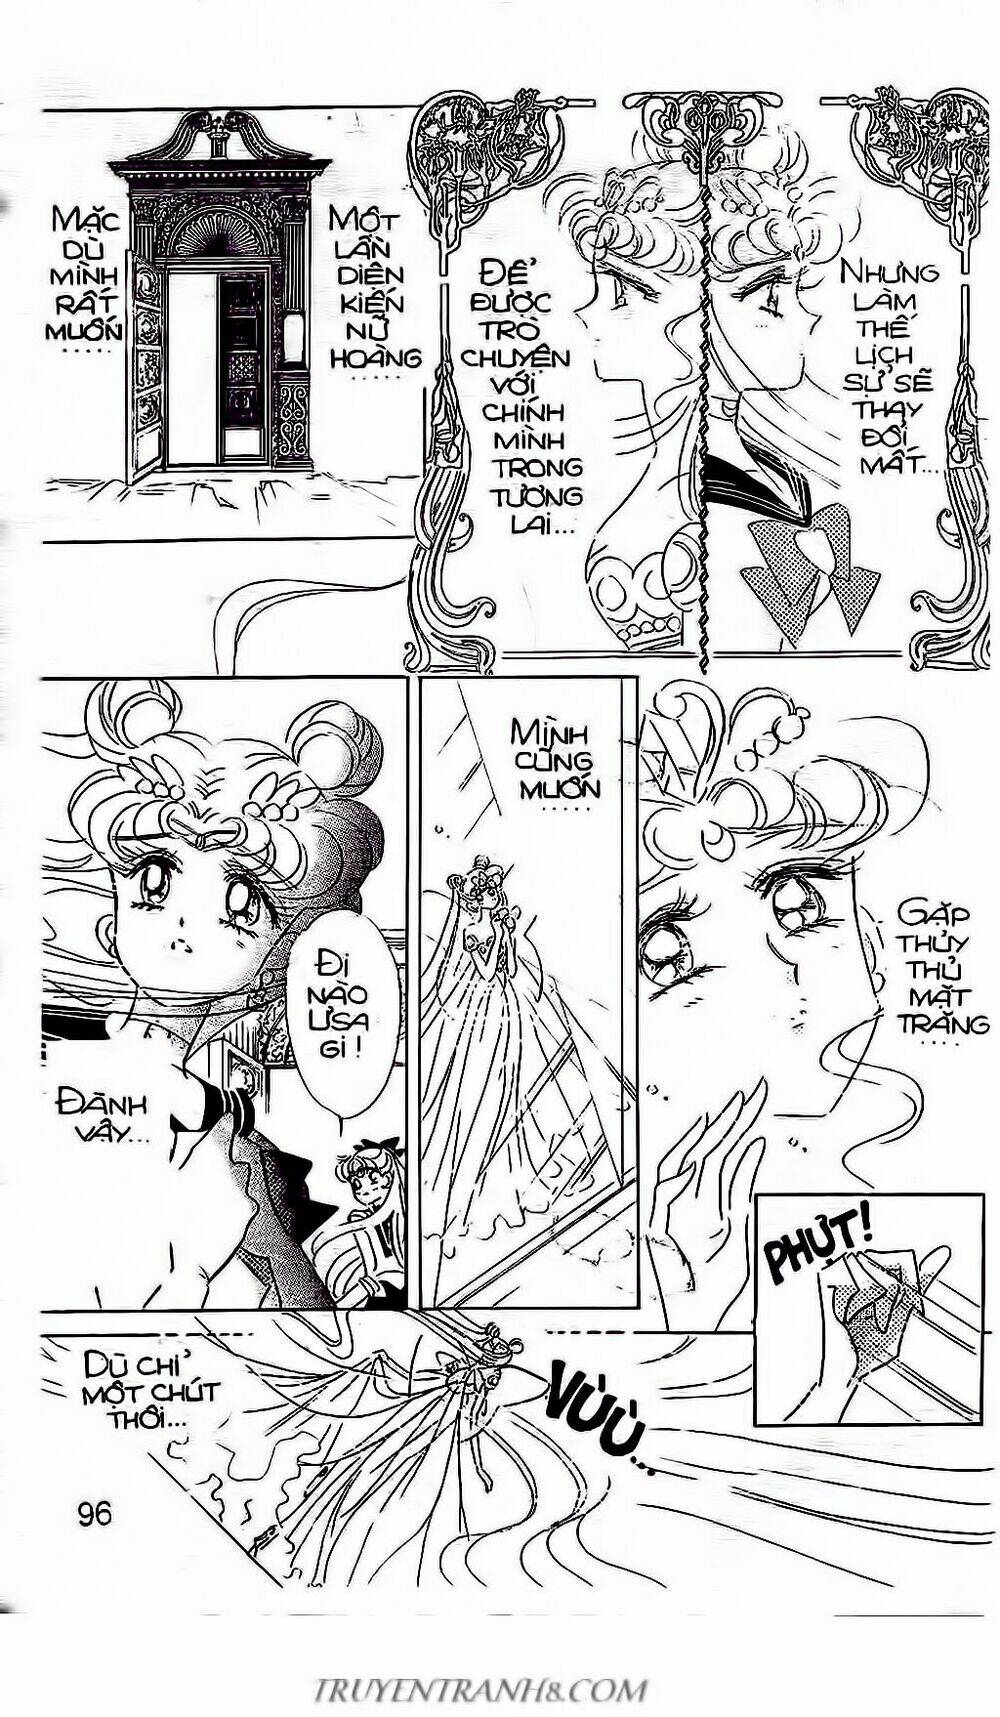 MẶC
DÙ
MÌNH
RẤT
MUỐN
.....
MỘT
LẦN
DIỆN
KIẾN
NỮ
HOÀNG
.....
ĐỂ
ĐƯỢC
TRÒ
CHUYỆN
VỚI
CHÍNH
MÌNH
TRONG
TƯƠNG
LAI...
NHƯNG
LÀM
THẾ
LỊCH
SỬ SẼ
THAY
ĐỔI
MẤT...
ĐI
NÀO
ƯSA
GI !
ĐÀNH
VẬY...
MÌNH
CŨNG
MUỐN
.....
GẶP
THỦY
THỦ
MẶT
TRĂNG
....
PHỰT!
DÙ CHỈ
MỘT CHÚT
THÔI...
VÙÙ...
96
TRUYENTRANH8.COM